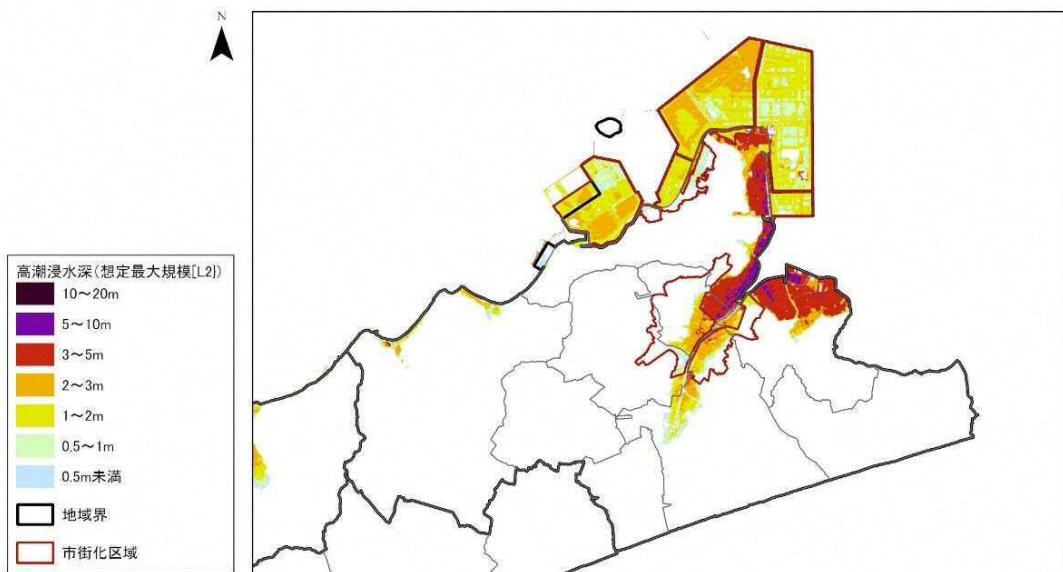 N
高潮浸水深(想定最大規模[L2])
10～20m
5～10m
3～5m
2～3m
1～2m
0.5～1m
0.5m未満
地域界
市街化区域